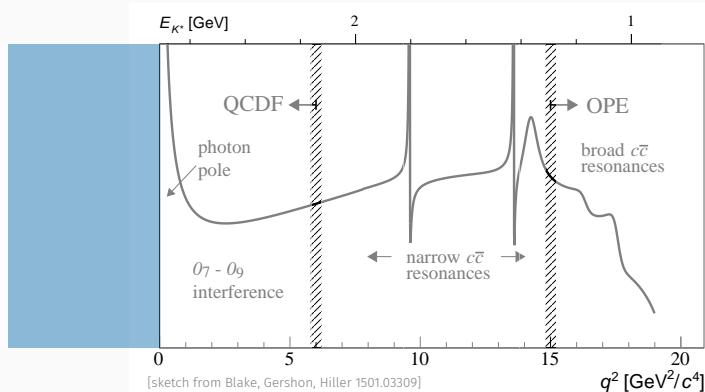 E_K* [GeV]
2
1
QCDF
OPE
photon
pole
broad cc̅
resonances
narrow cc̅
resonances
O₇ - O₉
interference
0
5
10
15
20
[sketch from Blake, Gershon, Hiller 1501.03309]
q² [GeV²/c⁴]